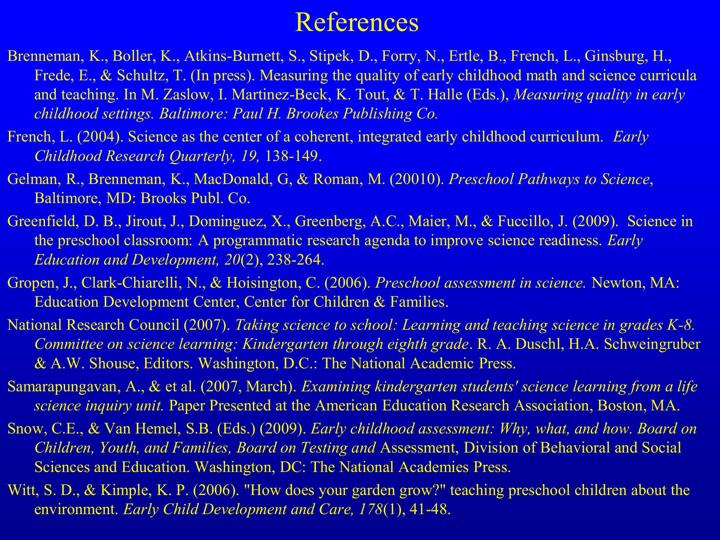 References
Brenneman, K., Boller, K., Atkins-Burnett, S., Stipek, D., Forry, N., Ertle, B., French, L., Ginsburg, H.,
Frede, E., & Schultz, T. (In press). Measuring the quality of early childhood math and science curricula
and teaching. In M. Zaslow, I. Martinez-Beck, K. Tout, & T. Halle (Eds.), Measuring quality in early
childhood settings. Baltimore: Paul H. Brookes Publishing Co.
French, L. (2004). Science as the center of a coherent, integrated early childhood curriculum. Early
Childhood Research Quarterly, 19, 138-149.
Gelman, R., Brenneman, K., MacDonald, G, & Roman, M. (20010). Preschool Pathways to Science,
Baltimore, MD: Brooks Publ. Co.
Greenfield, D. B., Jirout, J., Dominguez, X., Greenberg, A.C., Maier, M., & Fuccillo, J. (2009). Science in
the preschool classroom: A programmatic research agenda to improve science readiness. Early
Education and Development, 20(2), 238-264.
Gropen, J., Clark-Chiarelli, N., & Hoisington, C. (2006). Preschool assessment in science. Newton, MA:
Education Development Center, Center for Children & Families.
National Research Council (2007). Taking science to school: Learning and teaching science in grades K-8.
Committee on science learning: Kindergarten through eighth grade. R. A. Duschl, H.A. Schweingruber
& A.W. Shouse, Editors. Washington, D.C.: The National Academic Press.
Samarapungavan, A., & et al. (2007, March). Examining kindergarten students' science learning from a life
science inquiry unit. Paper Presented at the American Education Research Association, Boston, MA.
Snow, C.E., & Van Hemel, S.B. (Eds.) (2009). Early childhood assessment: Why, what, and how. Board on
Children, Youth, and Families, Board on Testing and Assessment, Division of Behavioral and Social
Sciences and Education. Washington, DC: The National Academies Press.
Witt, S. D., & Kimple, K. P. (2006). "How does your garden grow?" teaching preschool children about the
environment. Early Child Development and Care, 178(1), 41-48.